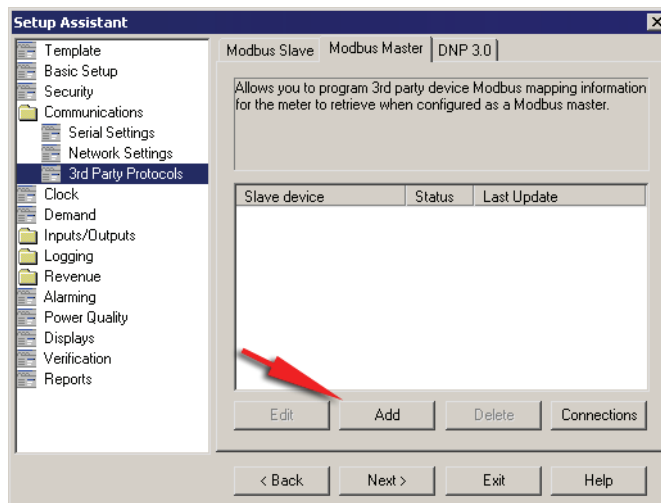 Setup Assistant
Template
Basic Setup
Security
Communications
Serial Settings
Network Settings
3rd Party Protocols
Clock
Demand
Inputs/Outputs
Logging
Revenue
Alarming
Power Quality
Displays
Verification
Reports
Modbus Slave Modbus Master DNP 3.0
Allows you to program 3rd party device Modbus mapping information
for the meter to retrieve when configured as a Modbus master.
Slave device Status Last Update
Edit Add Delete Connections
< Back Next > Exit Help